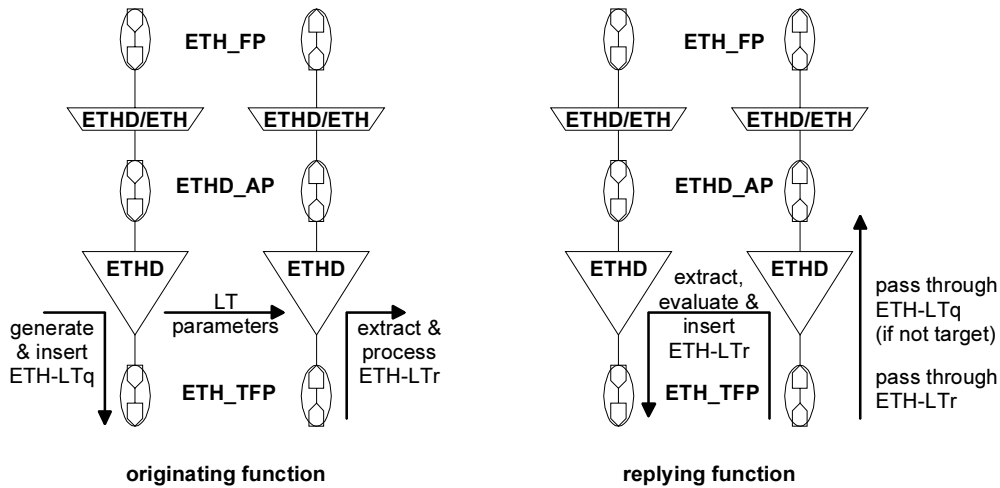 ETH_FP
ETHD/ETH
ETHD/ETH
ETHD_AP
ETHD
ETHD
LT
parameters
generate
& insert
ETH-LTq
extract &
process
ETH-LTr
ETH_TFP
originating function
ETH_FP
ETHD/ETH
ETHD/ETH
ETHD_AP
ETHD
ETHD
extract,
evaluate &
insert
ETH-LTr
pass through
ETH-LTq
(if not target)
pass through
ETH-LTr
ETH_TFP
replying function